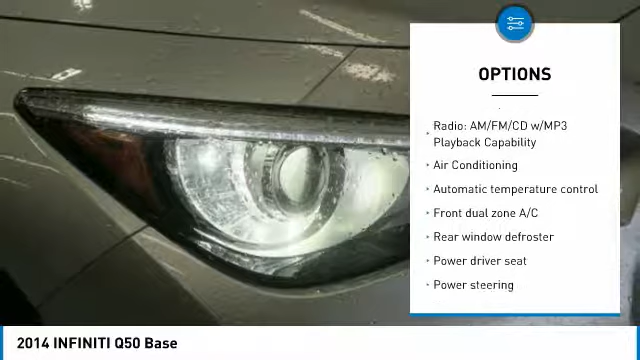 OPTIONS
Radio: AM/FM/CD w/MP3
Playback Capability
Air Conditioning
Automatic temperature control
Front dual zone A/C
Rear window defroster
Power driver seat
Power steering
2014 INFINITI Q50 Base